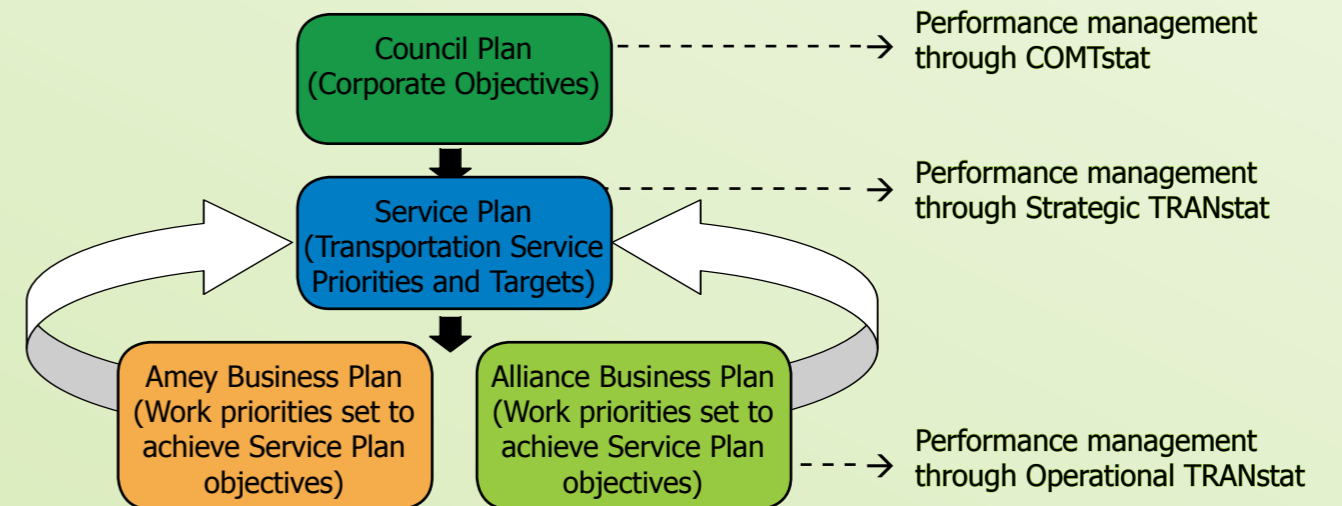 Council Plan
(Corporate Objectives)
Performance management
through COMTstat
Service Plan
(Transportation Service
Priorities and Targets)
Performance management
through Strategic TRANstat
Amey Business Plan
(Work priorities set to
achieve Service Plan
objectives)
Alliance Business Plan
(Work priorities set to
achieve Service Plan
objectives)
Performance management
through Operational TRANstat